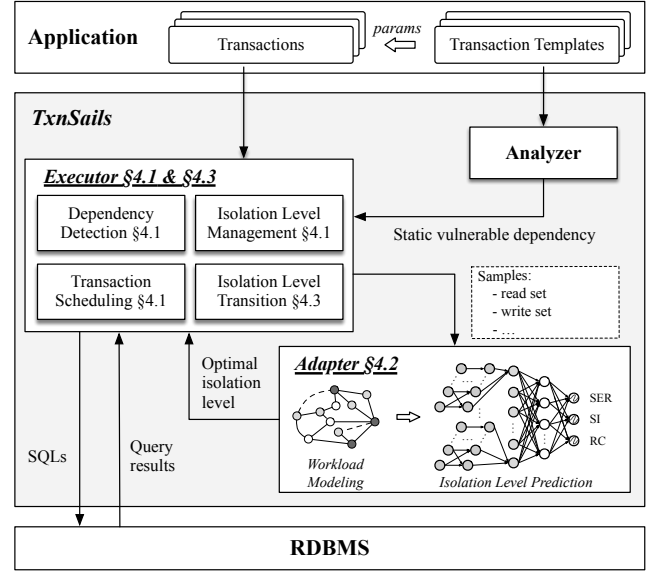 Application
Transactions
params
Transaction Templates
TxnSails
Analyzer
Executor §4.1 & §4.3
Dependency
Detection §4.1
Isolation Level
Management §4.1
Static vulnerable dependency
Transaction
Scheduling §4.1
Isolation Level
Transition §4.3
Samples:
- read set
- write set
- ...
Optimal
isolation
level
Adapter §4.2
SER
SI
RC
SQLs
Query
results
Workload
Modeling
Isolation Level Prediction
RDBMS